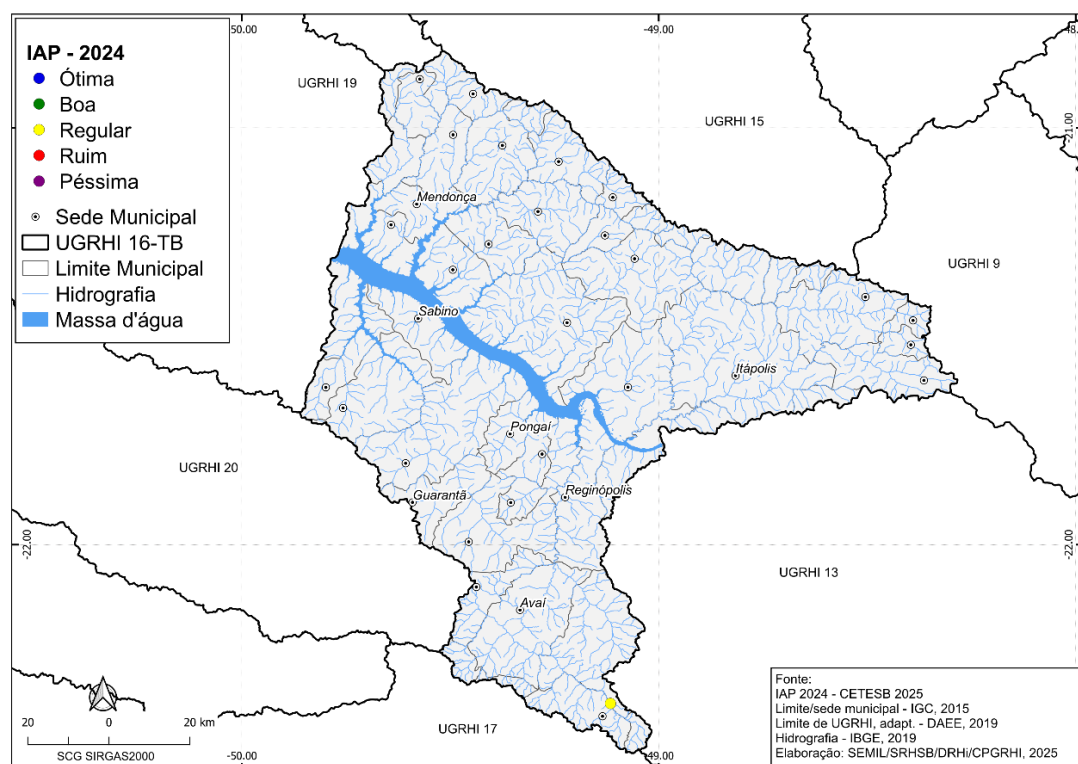 -50.00
-49.00
-48.
IAP - 2024
Ótima
Boa
Regular
Ruim
Péssima
Sede Municipal
UGRHI 16-TB
Limite Municipal
Hidrografia
Massa d'água
UGRHI 19
UGRHI 15
-21.00
Mendonça
UGRHI 9
Sabino
Itápolis
Pongaí
UGRHI 20
Guarantã
Reginópolis
-22.00
UGRHI 13
Avaí
UGRHI 17
20
0
20 km
SCG SIRGAS2000
-50.00
-49.00
Fonte:
IAP 2024 - CETESB 2025
Limite/sede municipal - IGC, 2015
Limite de UGRHI, adapt. - DAEE, 2019
Hidrografia - IBGE, 2019
Elaboração: SEMIL/SRHSB/DRHi/CPGRHI, 2025